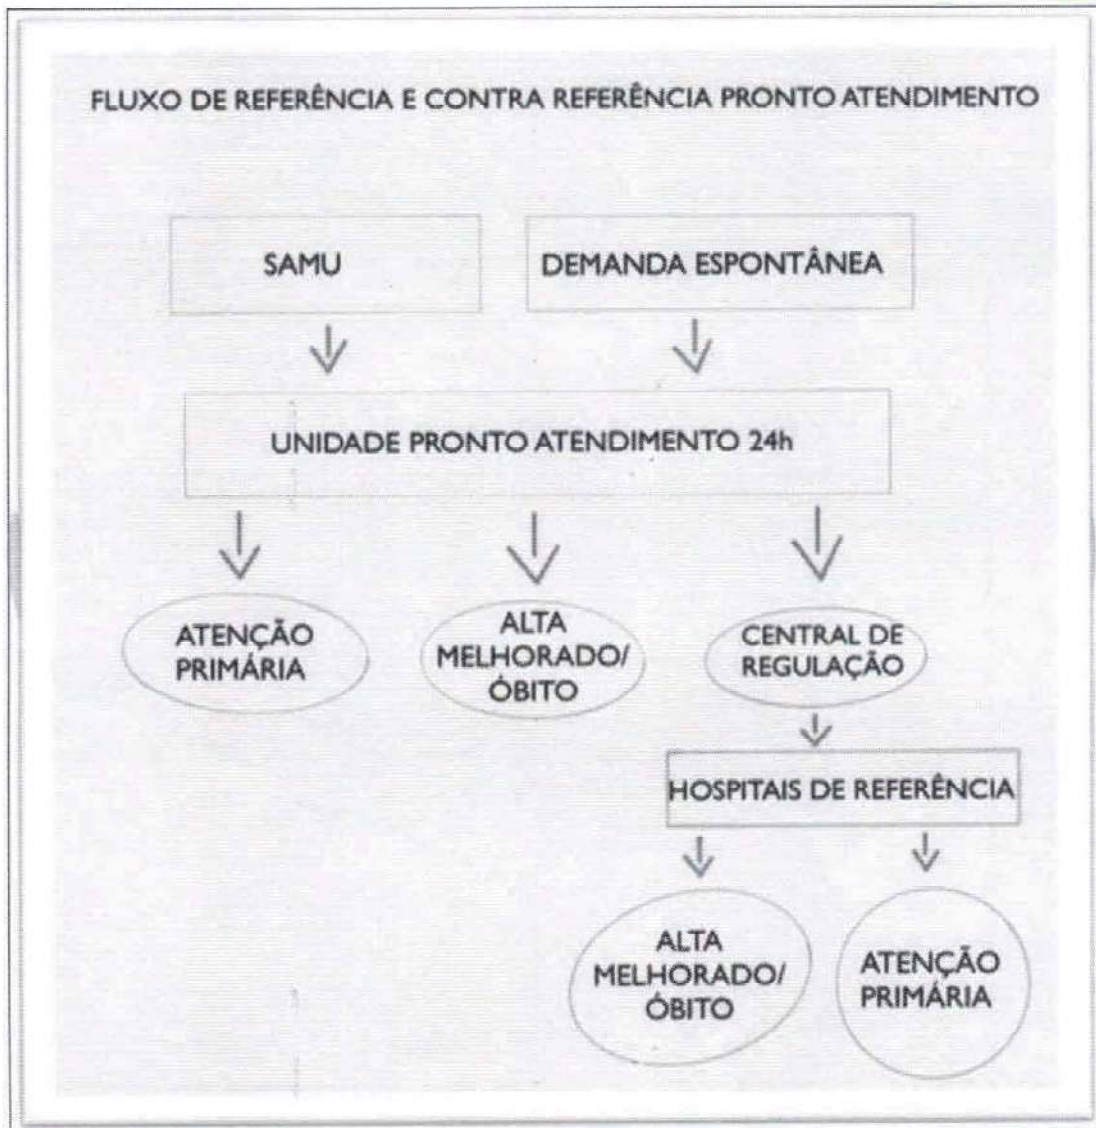 FLUXO DE REFERÊNCIA E CONTRA REFERÊNCIA PRONTO ATENDIMENTO
SAMU
DEMANDA ESPONTÂNEA
UNIDADE PRONTO ATENDIMENTO 24h
ATENÇÃO
PRIMÁRIA
ALTA
MELHORADO/
ÓBITO
CENTRAL DE
REGULAÇÃO
HOSPITAIS DE REFERÊNCIA
ALTA
MELHORADO/
ÓBITO
ATENÇÃO
PRIMÁRIA